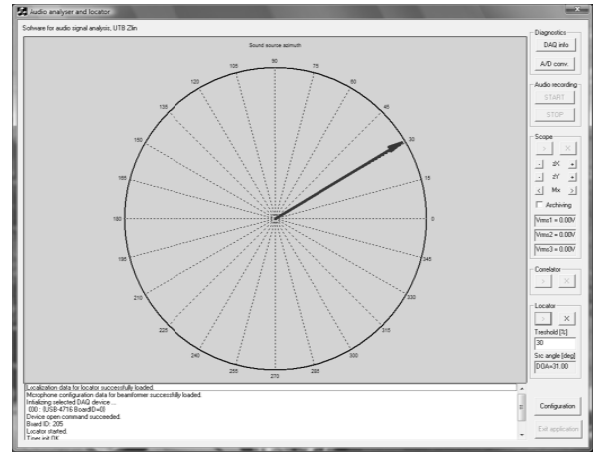 Audio analyser and locator
Software for audio signal analysis, UTB Zlin
Sound source azimuth
90
105
75
120
60
135
45
150
30
165
15
180
0
195
345
210
330
225
315
240
300
255
285
270
Diagnostics
DAQ info
A/D conv.
Audio recording
START
STOP
Scope
> X
- zX +
- zY +
< Mx >
Archiving
Vrms1 = 0.00V
Vrms2 = 0.00V
Vrms3 = 0.00V
Correlator
> X
Locator
> X
Treshold [%]
30
Src angle [deg]
DOA=31.00
Configuration
Exit application
Localization data for locator successfully loaded.
Microphone configuration data for beamformer successfilly loaded.
Initializing selected DAQ device ...
000 : {USB-4716 BoardID=0}
Device open command succeeded.
Board ID: 205
Locator started.
Timer init OK